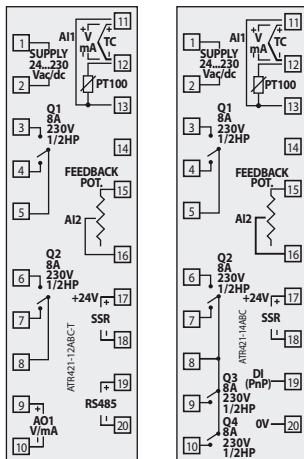 11
AI1
+
V
mA
TC
1
SUPPLY
24...230
Vac/dc
2
12
PT100
13
Q1
8A
230V
1/2HP
3
4
5
14
FEEDBACK
POT.
15
AI2
16
Q2
8A
230V
1/2HP
6
7
8
+24V
+
17
SSR
-
18
ATR421-12ABC-T
9
+
AO1
V/mA
-
10
+
19
RS485
-
20
11
AI1
+
V
mA
TC
1
SUPPLY
24...230
Vac/dc
2
12
PT100
13
Q1
8A
230V
1/2HP
3
4
5
14
FEEDBACK
POT.
15
AI2
16
Q2
8A
230V
1/2HP
6
7
8
+24V
+
17
SSR
-
18
ATR421-14ABC
Q3
8A
230V
1/2HP
9
DI
(PnP)
19
Q4
8A
230V
1/2HP
10
0V
-
20